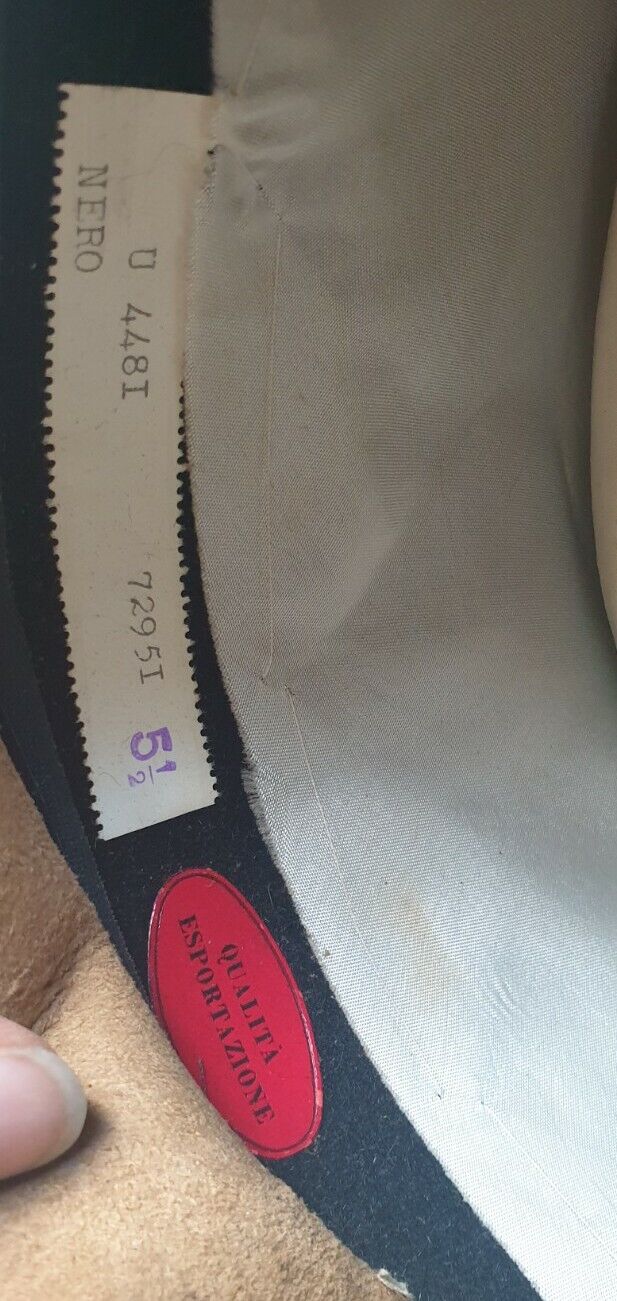 NERO
U 448I 7295I 5½
QUALITÀ
ESPORTAZIONE